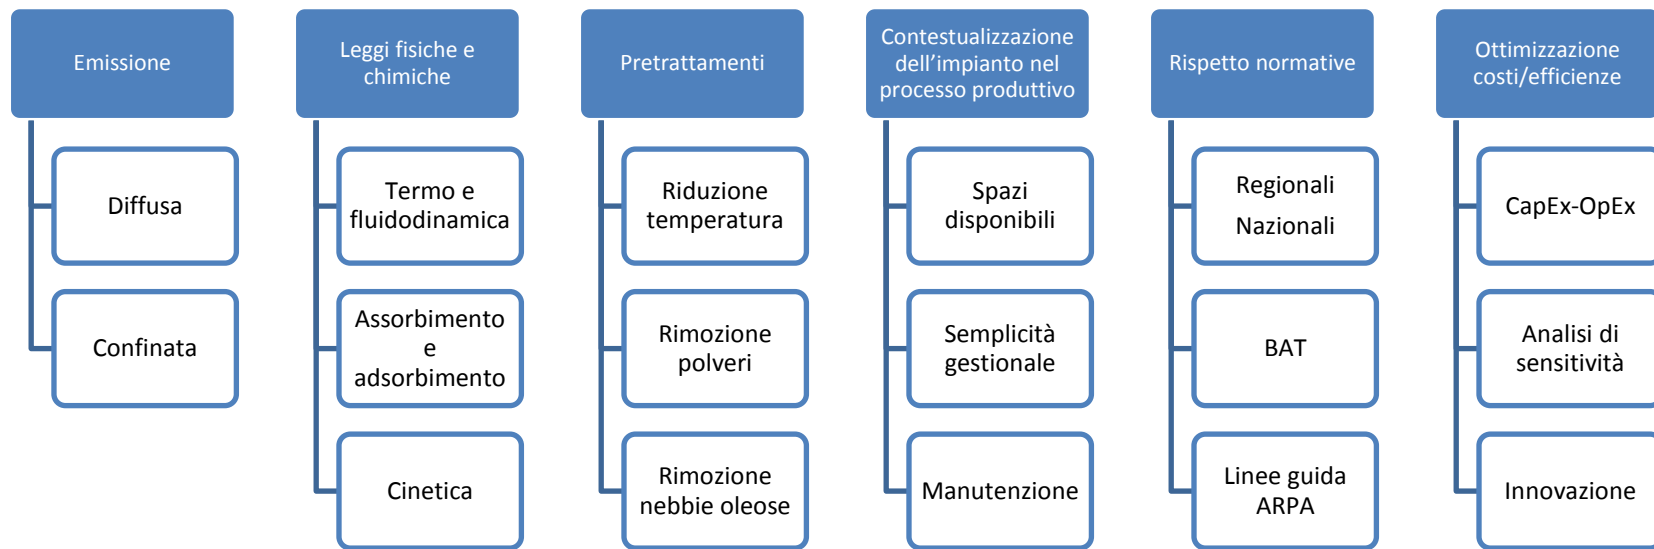 Emissione
Diffusa
Confinata
Leggi fisiche e
chimiche
Termo e
fluidodinamica
Assorbimento
e
adsorbimento
Cinetica
Pretrattamenti
Riduzione
temperatura
Rimozione
polveri
Rimozione
nebbie oleose
Contestualizzazione
dell’impianto nel
processo produttivo
Spazi
disponibili
Semplicità
gestionale
Manutenzione
Rispetto normative
Regionali
Nazionali
BAT
Linee guida
ARPA
Ottimizzazione
costi/efficienze
CapEx-OpEx
Analisi di
sensitività
Innovazione